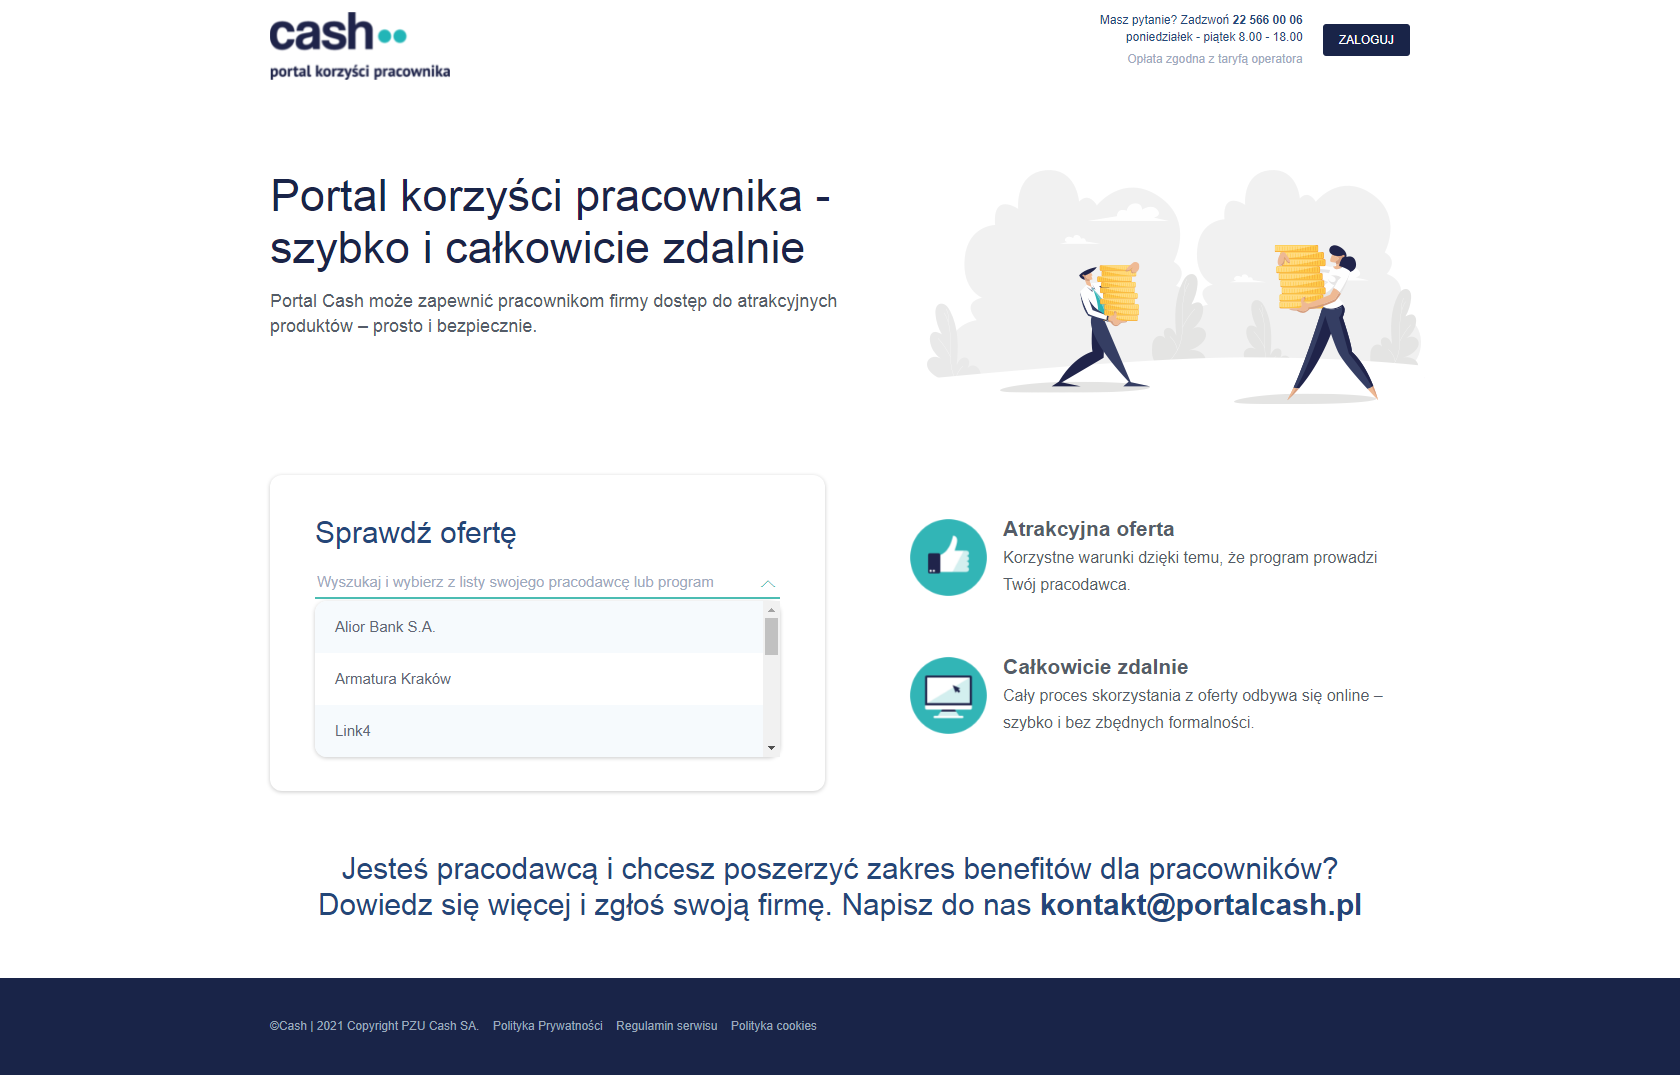 cash
portal korzyści pracownika
Masz pytanie? Zadzwoń 22 566 00 06
poniedziałek - piątek 8.00 - 18.00
Opłata zgodna z taryfą operatora
ZALOGUJ
Portal korzyści pracownika -
szybko i całkowicie zdalnie
Portal Cash może zapewnić pracownikom firmy dostęp do atrakcyjnych
produktów – prosto i bezpiecznie.
Sprawdź ofertę
Wyszukaj i wybierz z listy swojego pracodawcę lub program
Alior Bank S.A.
Armatura Kraków
Link4
Atrakcyjna oferta
Korzystne warunki dzięki temu, że program prowadzi
Twój pracodawca.
Całkowicie zdalnie
Cały proces skorzystania z oferty odbywa się online –
szybko i bez zbędnych formalności.
Jesteś pracodawcą i chcesz poszerzyć zakres benefitów dla pracowników?
Dowiedz się więcej i zgłoś swoją firmę. Napisz do nas kontakt@portalcash.pl
©Cash | 2021 Copyright PZU Cash SA. Polityka Prywatności Regulamin serwisu Polityka cookies